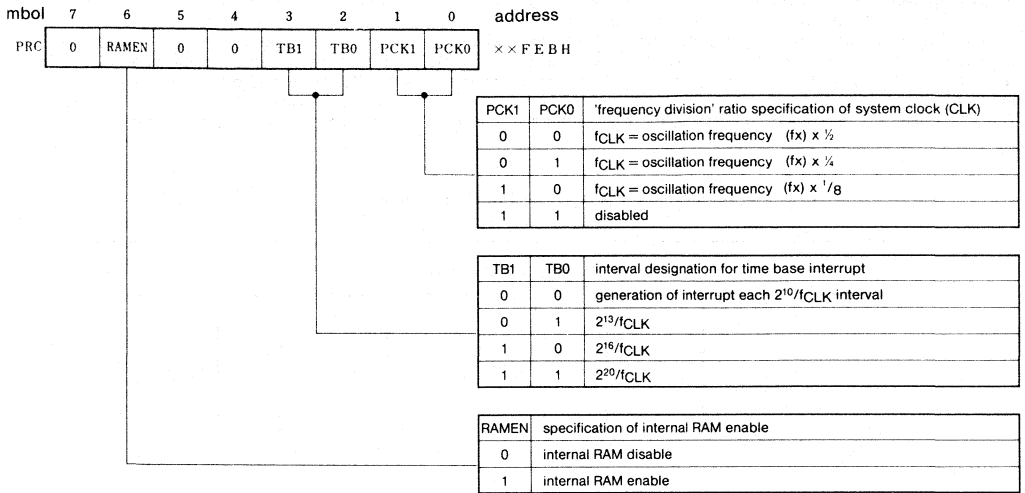 mbol 7 6 5 4 3 2 1 0 address
PRC 0 RAMEN 0 0 TB1 TB0 PCK1 PCK0 ××FEBH
PCK1 PCK0 'frequency division' ratio specification of system clock (CLK)
0 0 fCLK = oscillation frequency (fx) x ½
0 1 fCLK = oscillation frequency (fx) x ¼
1 0 fCLK = oscillation frequency (fx) x 1/8
1 1 disabled
TB1 TB0 interval designation for time base interrupt
0 0 generation of interrupt each 2¹⁰/fCLK interval
0 1 2¹³/fCLK
1 0 2¹⁶/fCLK
1 1 2²⁰/fCLK
RAMEN specification of internal RAM enable
0 internal RAM disable
1 internal RAM enable